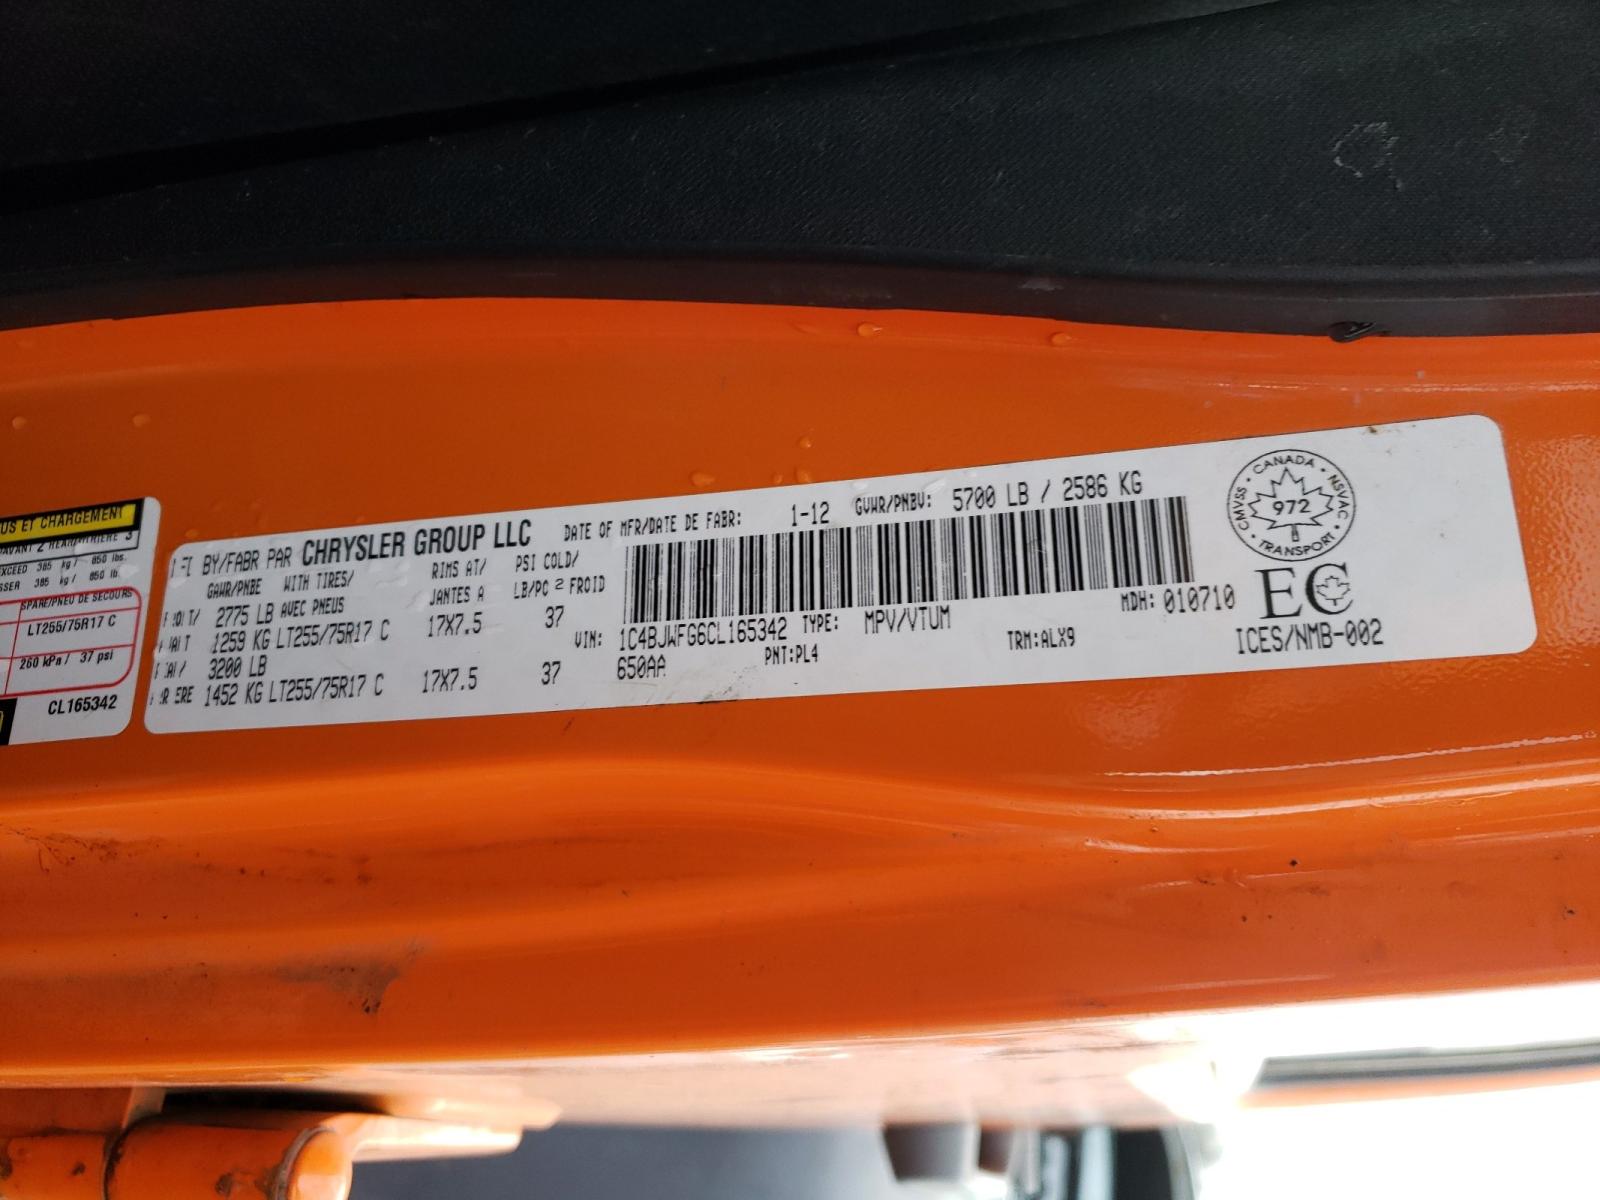 US ET CHARGEMENT
AVANT 2 REAR/ARRIERE 3
EXCEED 385 kg / 850 lbs.
SSER 385 kg / 850 lb.
SPARE/PNEU DE SECOURS
LT255/75R17 C
260 kPa / 37 psi
CL165342
BY/FABR PAR CHRYSLER GROUP LLC DATE OF MFR/DATE DE FABR: 1-12 GVWR/PNBV: 5700 LB / 2586 KG
GAWR/PNBE WITH TIRES/ RIMS AT/ PSI COLD/
AVEC PNEUS JANTES A LB/PC 2 FROID
2775 LB
1259 KG LT255/75R17 C 17X7.5 37
3200 LB
1452 KG LT255/75R17 C 17X7.5 37
VIN: 1C4BJWFG6CL165342 TYPE: MPV/VTUM MDH: 010710
650AA PNT:PL4 TRM:ALX9
CANADA • NSVAC • TRANSPORT • CMVSS •
972
EC
ICES/NMB-002